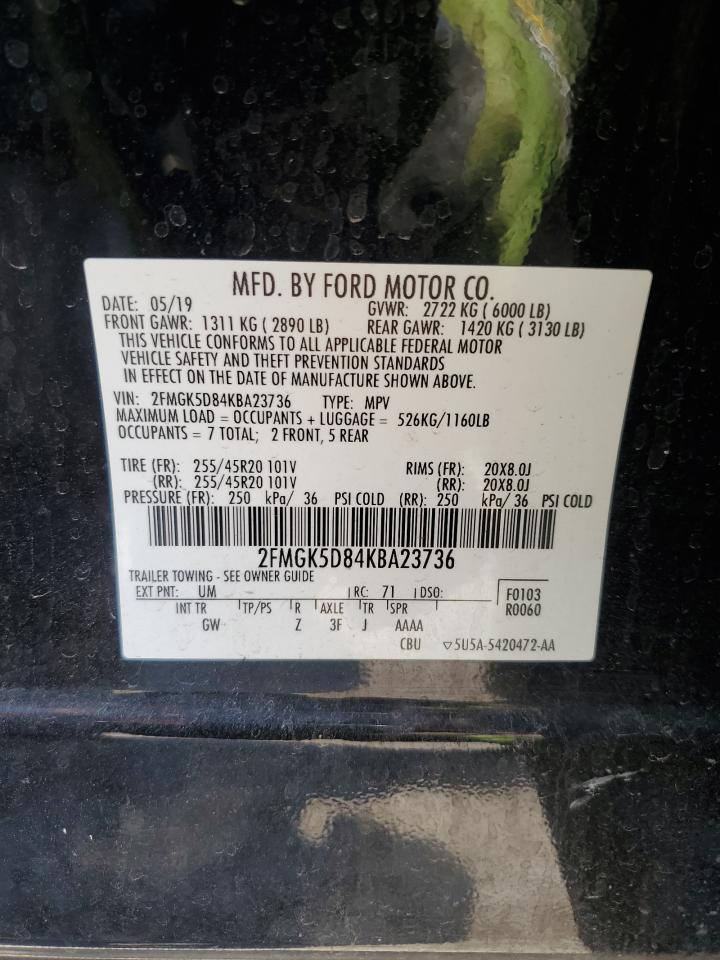 MFD. BY FORD MOTOR CO.
DATE: 05/19 GVWR: 2722 KG ( 6000 LB)
FRONT GAWR: 1311 KG ( 2890 LB) REAR GAWR: 1420 KG ( 3130 LB)
THIS VEHICLE CONFORMS TO ALL APPLICABLE FEDERAL MOTOR
VEHICLE SAFETY AND THEFT PREVENTION STANDARDS
IN EFFECT ON THE DATE OF MANUFACTURE SHOWN ABOVE.
VIN: 2FMGK5D84KBA23736 TYPE: MPV
MAXIMUM LOAD = OCCUPANTS + LUGGAGE = 526KG/1160LB
OCCUPANTS = 7 TOTAL; 2 FRONT, 5 REAR
TIRE (FR): 255/45R20 101V RIMS (FR): 20X8.0J
(RR): 255/45R20 101V (RR): 20X8.0J
PRESSURE (FR): 250 kPa/ 36 PSI COLD (RR): 250 kPa/ 36 PSI COLD
2FMGK5D84KBA23736
TRAILER TOWING - SEE OWNER GUIDE
EXT PNT: UM RC: 71 DSO: F0103
INT TR TP/PS R AXLE TR SPR R0060
GW Z 3F J AAAA
CBU ▽5U5A-5420472-AA